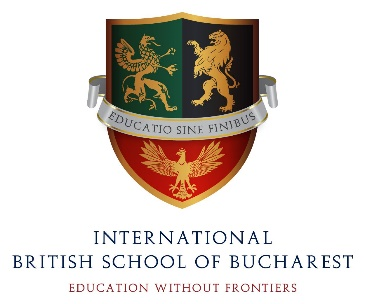 EDUCATIO SINE FINIBUS
INTERNATIONAL
BRITISH SCHOOL OF BUCHAREST
EDUCATION WITHOUT FRONTIERS